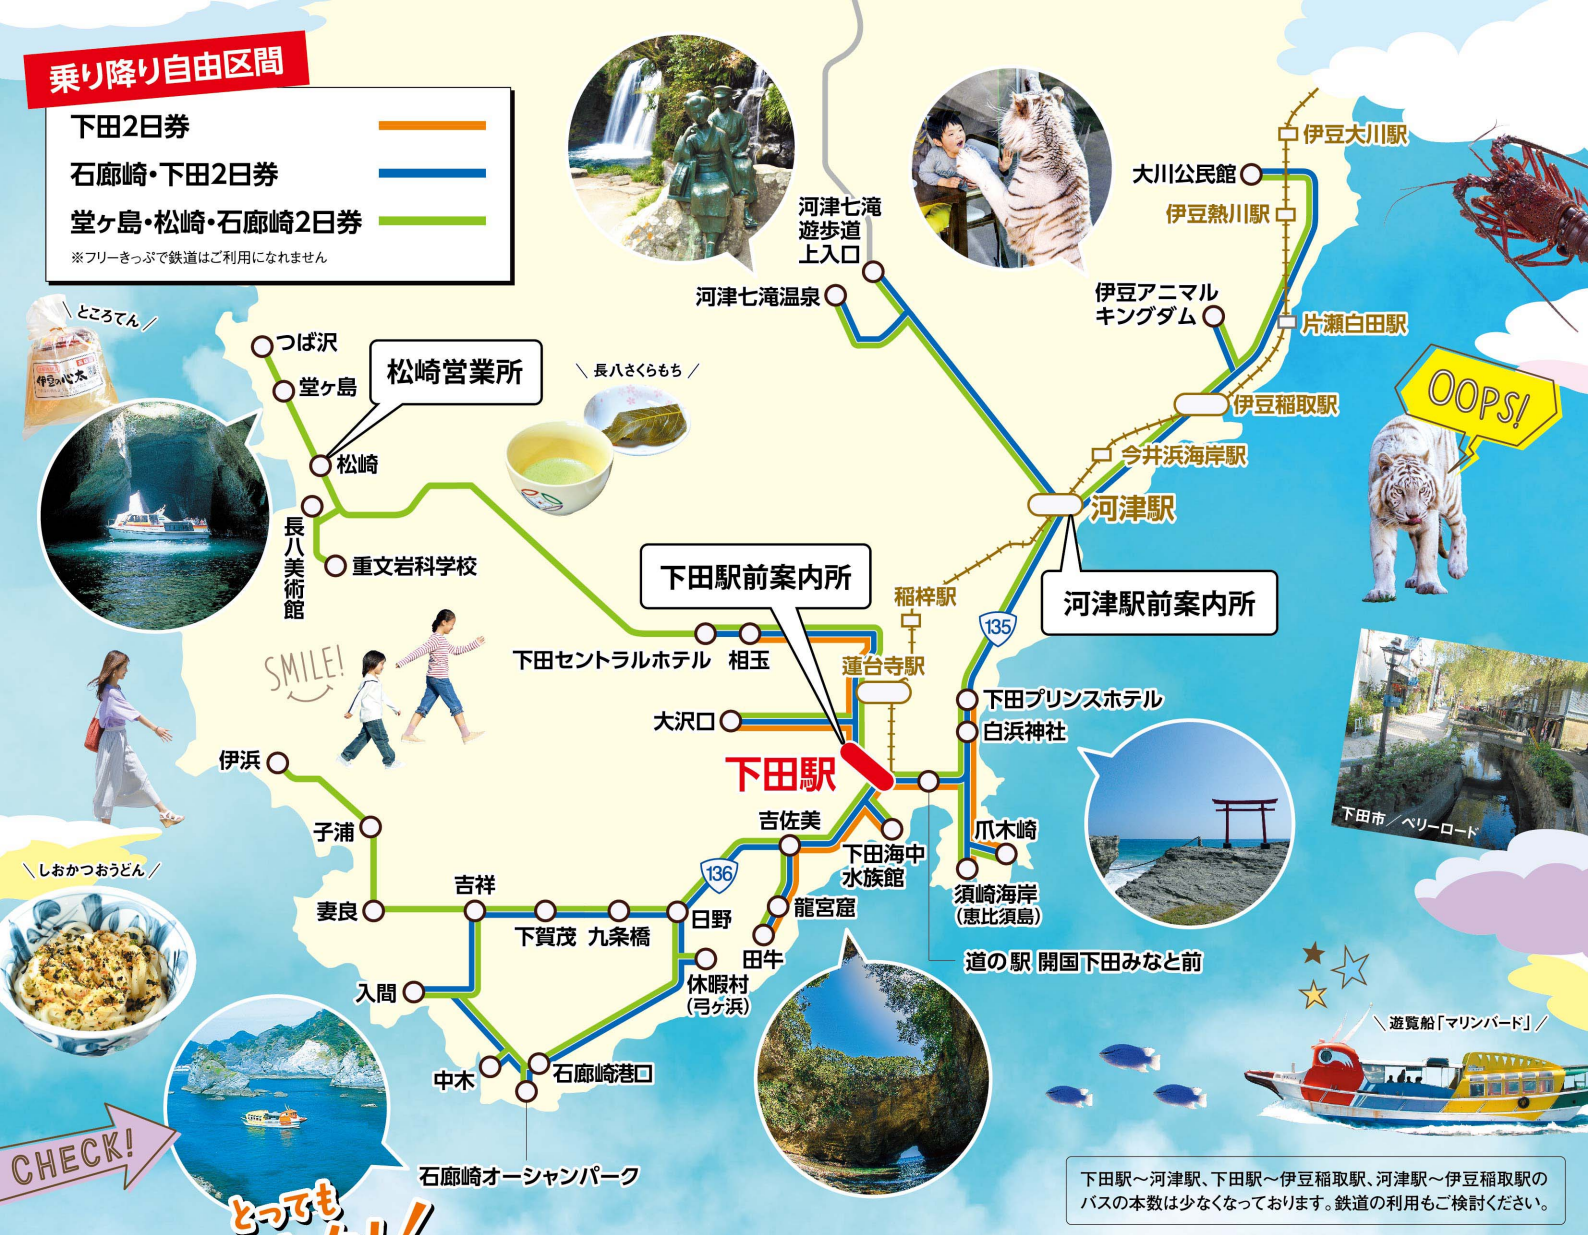 乗り降り自由区間
下田2日券
石廊崎・下田2日券
堂ヶ島・松崎・石廊崎2日券
※フリーきっぷで鉄道はご利用になれません
ところてん
伊豆の心太
つば沢
堂ヶ島
松崎営業所
松崎
長八美術館
重文岩科学校
長八さくらもち
河津七滝
遊歩道
上入口
河津七滝温泉
伊豆大川駅
大川公民館
伊豆熱川駅
伊豆アニマル
キングダム
片瀬白田駅
伊豆稲取駅
今井浜海岸駅
河津駅
OOPS!
河津駅前案内所
下田駅前案内所
稲梓駅
135
蓮台寺駅
下田セントラルホテル
相玉
大沢口
下田駅
下田プリンスホテル
白浜神社
SMILE!
伊浜
子浦
妻良
吉祥
下賀茂
九条橋
日野
136
吉佐美
下田海中
水族館
爪木崎
須崎海岸
(恵比須島)
龍宮窟
田牛
道の駅 開国下田みなと前
休暇村
(弓ヶ浜)
入間
中木
石廊崎港口
石廊崎オーシャンパーク
しおかつおうどん
下田市/ペリーロード
遊覧船「マリンバード」
CHECK!
とっても
下田駅～河津駅、下田駅～伊豆稲取駅、河津駅～伊豆稲取駅の
バスの本数は少なくなっております。鉄道の利用もご検討ください。